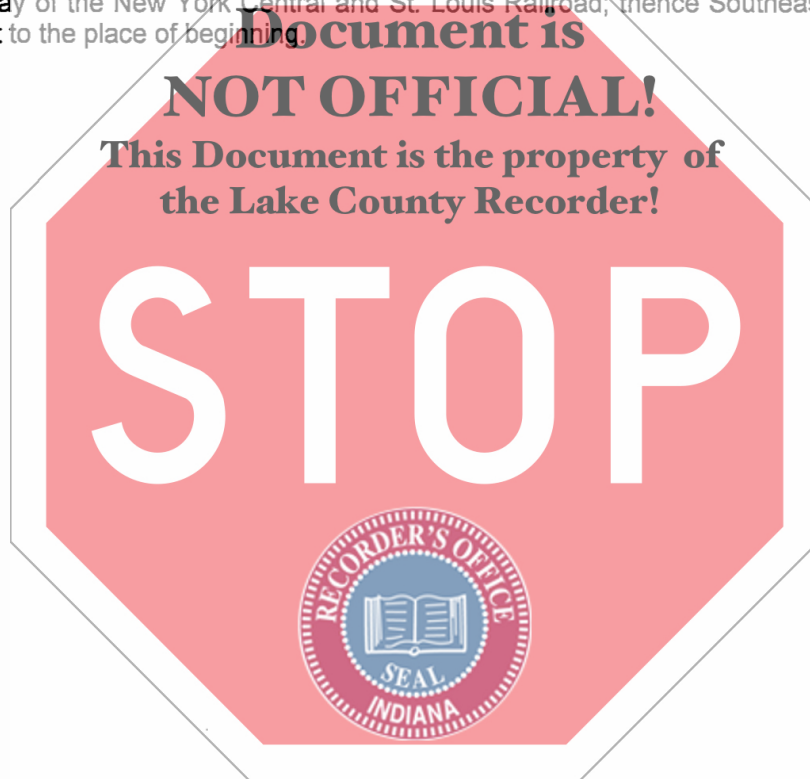 ay of the New York Central and St. Louis Railroad; thence Southeas
t to the place of beginning.
Document is
NOT OFFICIAL!
This Document is the property of
the Lake County Recorder!
STOP
RECORDER'S OFFICE
SEAL
INDIANA